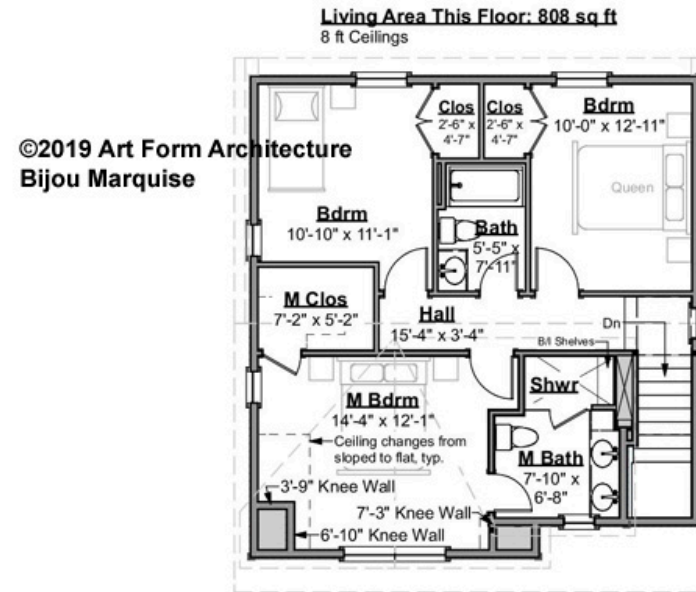 Living Area This Floor: 808 sq ft
8 ft Ceilings
©2019 Art Form Architecture
Bijou Marquise
Clos
2'-6" x
4'-7"
Clos
2'-6" x
4'-7"
Bdrm
10'-0" x 12'-11"
Queen
Bdrm
10'-10" x 11'-1"
Bath
5'-5" x
7'-11"
M Clos
7'-2" x 5'-2"
Hall
15'-4" x 3'-4"
Dn
B/I Shelves
Shwr
M Bdrm
14'-4" x 12'-1"
Ceiling changes from
sloped to flat, typ.
M Bath
7'-10" x
6'-8"
3'-9" Knee Wall
7'-3" Knee Wall
6'-10" Knee Wall